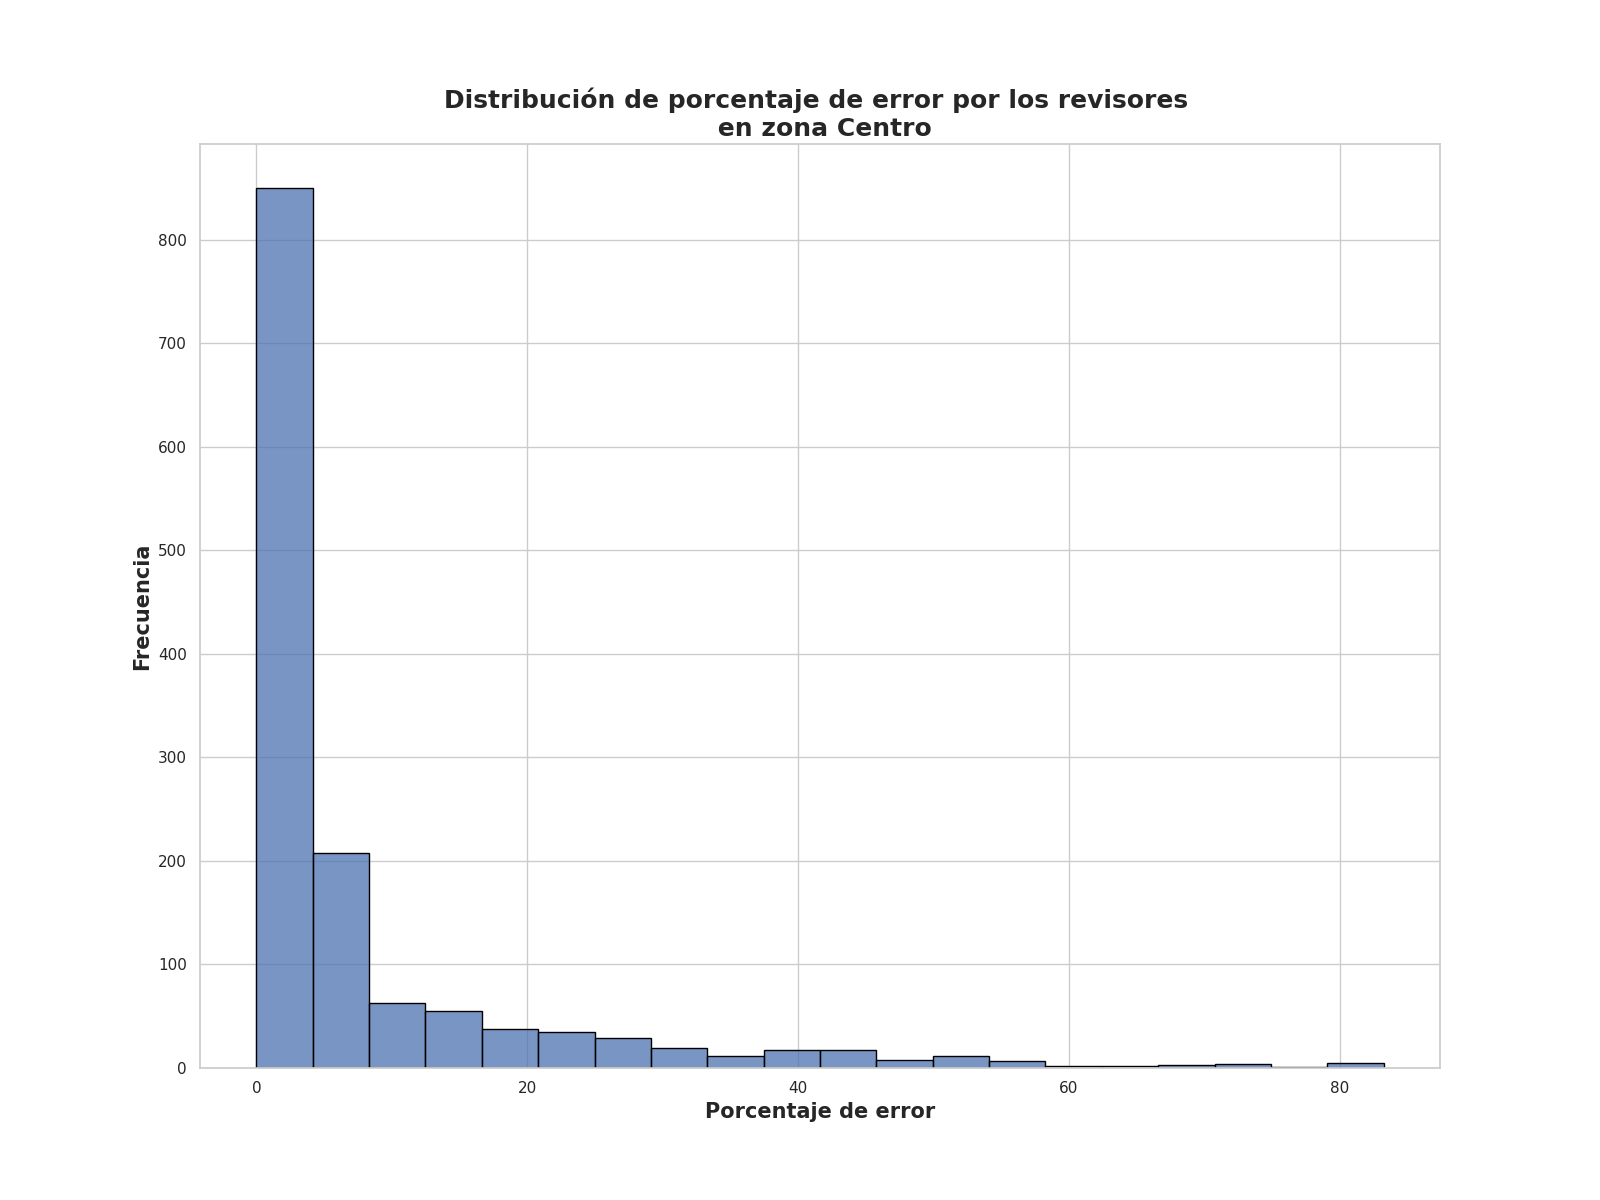 Distribución de porcentaje de error por los revisores
en zona Centro
800
700
600
500
400
300
200
100
0
Frecuencia
0 20 40 60 80
Porcentaje de error